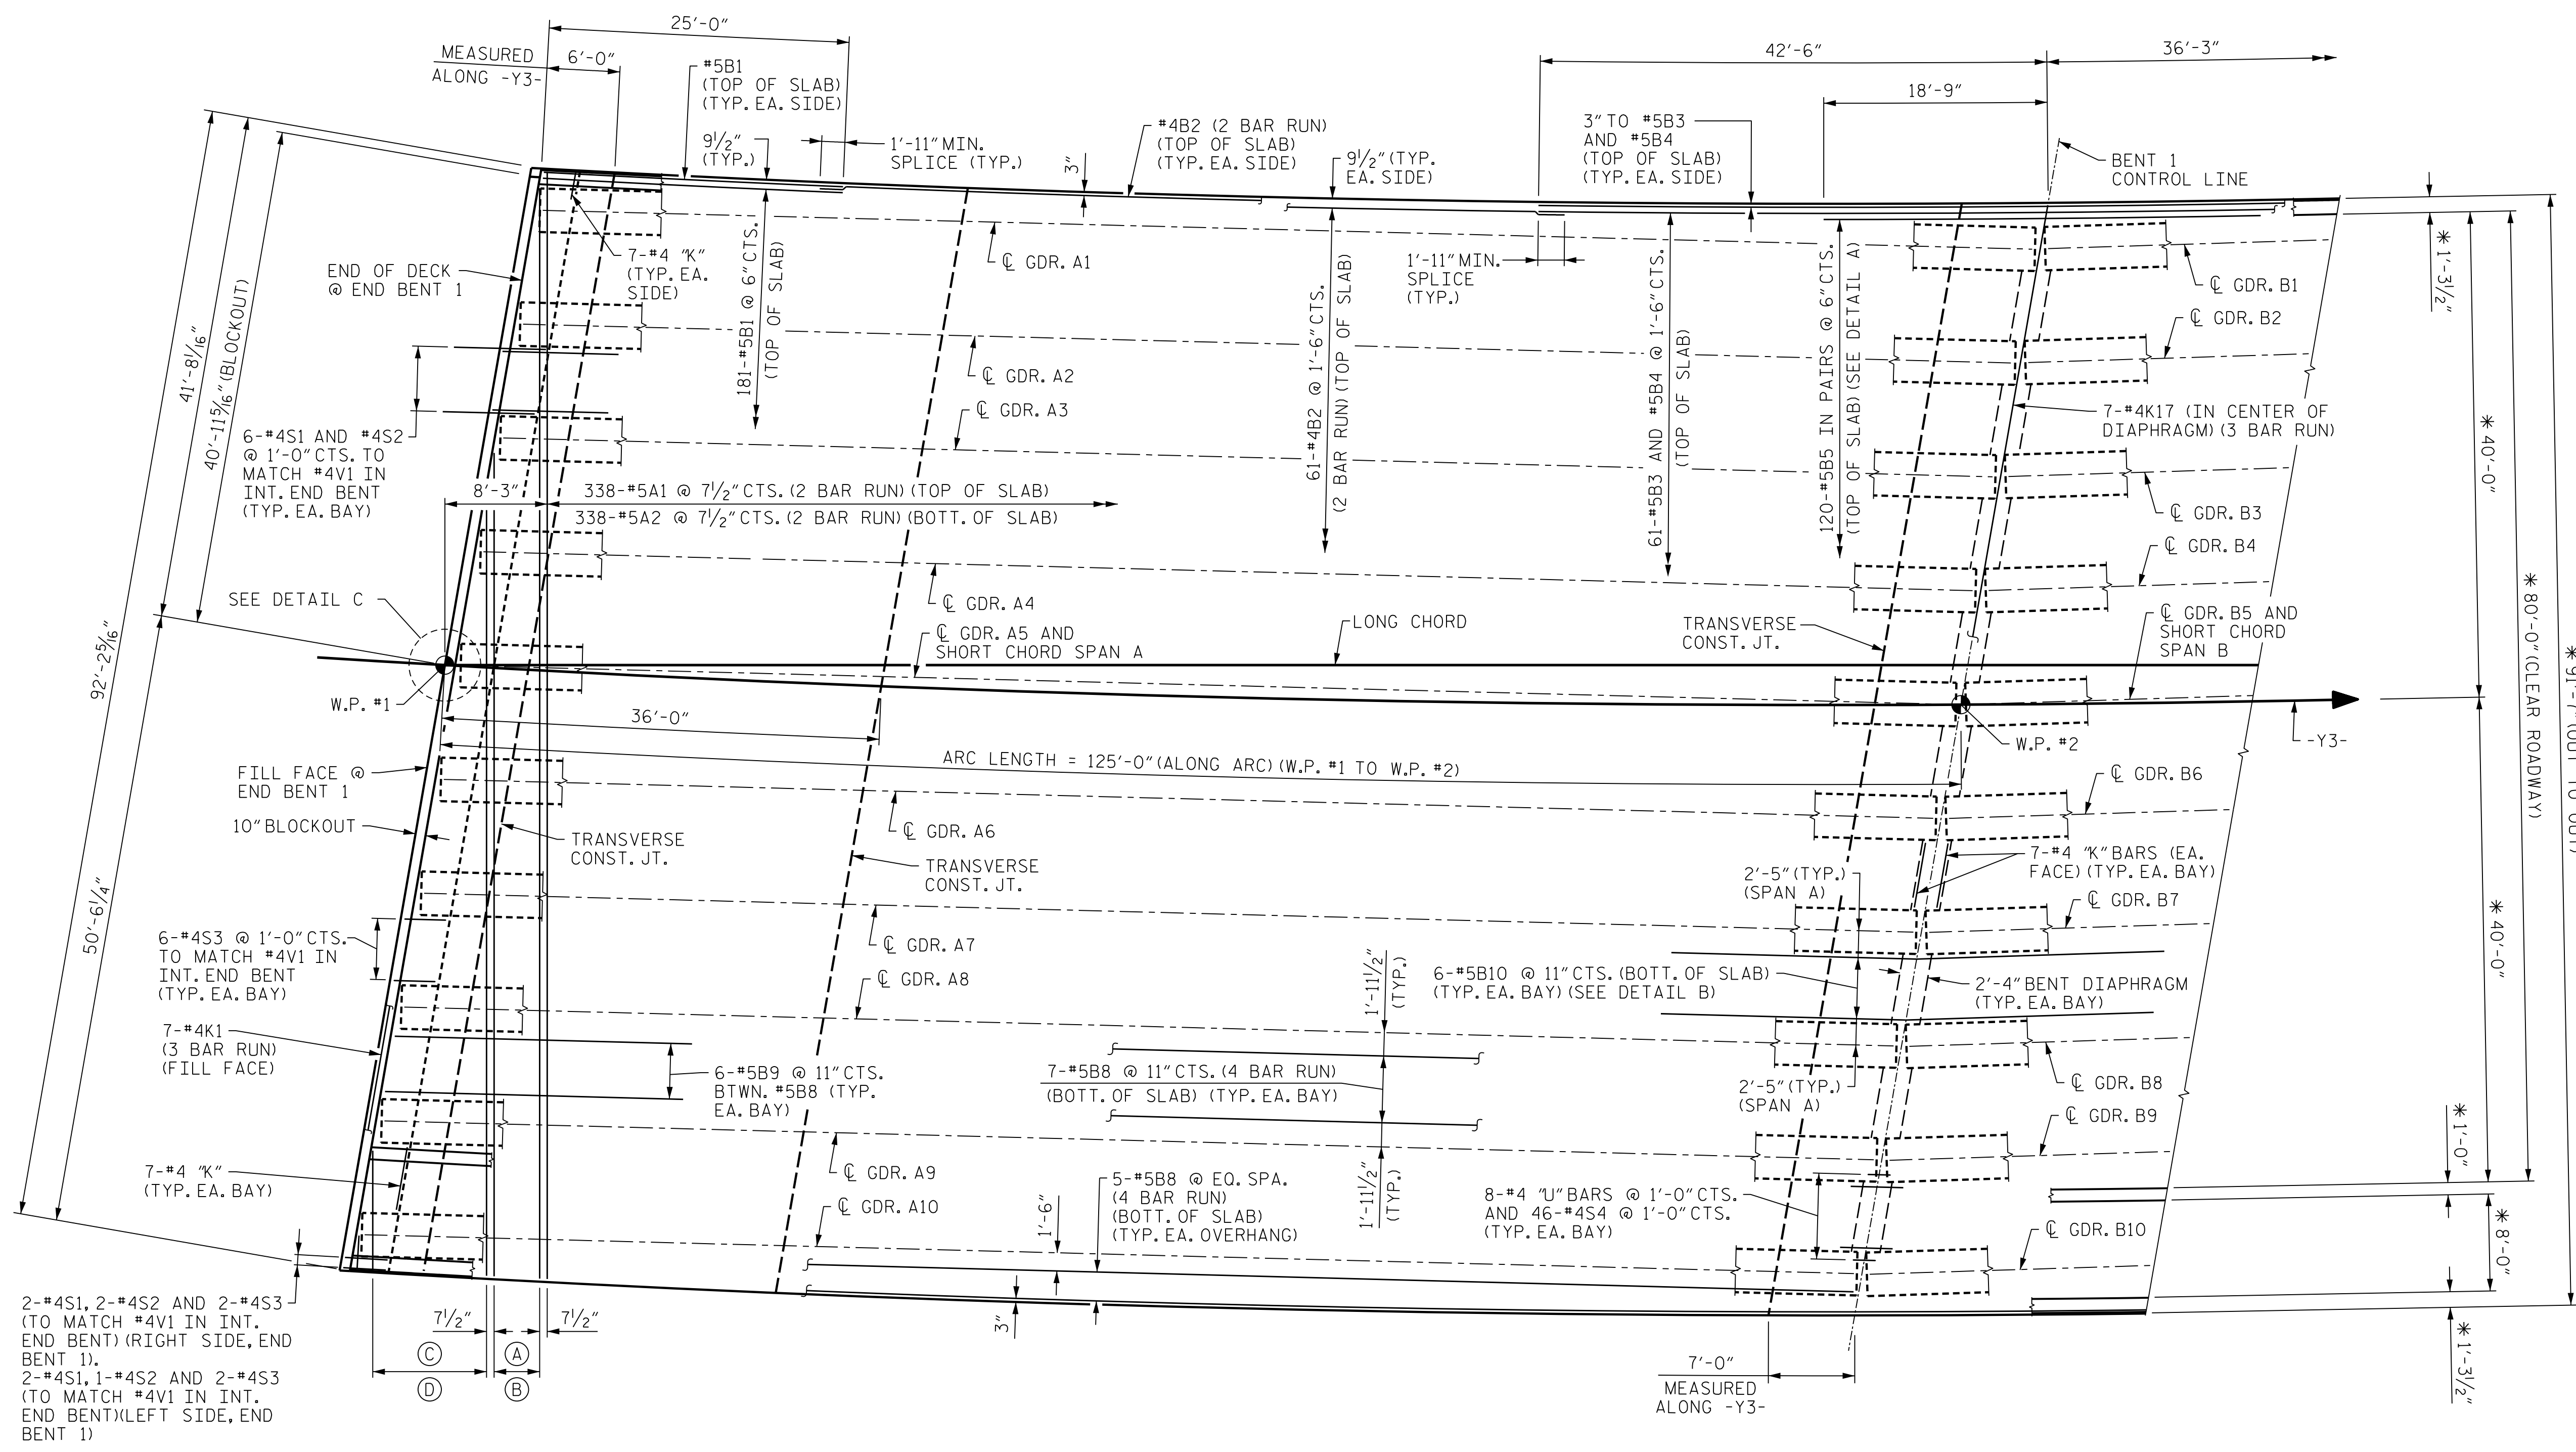 25'-0"
MEASURED
ALONG -Y3-
6'-0"
#5B1
(TOP OF SLAB)
(TYP. EA. SIDE)
9½"
(TYP.)
1'-11" MIN.
SPLICE (TYP.)
3"
#4B2 (2 BAR RUN)
(TOP OF SLAB)
(TYP. EA. SIDE)
9½" (TYP.
EA. SIDE)
3" TO #5B3
AND #5B4
(TOP OF SLAB)
(TYP. EA. SIDE)
42'-6"
36'-3"
18'-9"
BENT 1
CONTROL LINE
END OF DECK
@ END BENT 1
7-#4 "K"
(TYP. EA.
SIDE)
181-#5B1 @ 6" CTS.
(TOP OF SLAB)
℄ GDR. A1
61-#4B2 @ 1'-6" CTS.
(2 BAR RUN) (TOP OF SLAB)
1'-11" MIN.
SPLICE
(TYP.)
61-#5B3 AND #5B4 @ 1'-6" CTS.
(TOP OF SLAB)
120-#5B5 IN PAIRS @ 6" CTS.
(TOP OF SLAB) (SEE DETAIL A)
℄ GDR. B1
℄ GDR. B2
* 1'-3½"
41'-8 1/16"
40'-11 15/16" (BLOCKOUT)
92'-2 5/16"
50'-6 1/4"
℄ GDR. A2
℄ GDR. A3
6-#4S1 AND #4S2
@ 1'-0" CTS. TO
MATCH #4V1 IN
INT. END BENT
(TYP. EA. BAY)
7-#4K17 (IN CENTER OF
DIAPHRAGM) (3 BAR RUN)
* 40'-0"
8'-3"
338-#5A1 @ 7½" CTS. (2 BAR RUN) (TOP OF SLAB)
338-#5A2 @ 7½" CTS. (2 BAR RUN) (BOTT. OF SLAB)
℄ GDR. B3
℄ GDR. B4
SEE DETAIL C
℄ GDR. A4
℄ GDR. A5 AND
SHORT CHORD SPAN A
LONG CHORD
TRANSVERSE
CONST. JT.
℄ GDR. B5 AND
SHORT CHORD
SPAN B
* 80'-0" (CLEAR ROADWAY)
W.P. #1
36'-0"
W.P. #2
-Y3-
ARC LENGTH = 125'-0" (ALONG ARC) (W.P. #1 TO W.P. #2)
FILL FACE @
END BENT 1
10" BLOCKOUT
TRANSVERSE
CONST. JT.
℄ GDR. A6
TRANSVERSE
CONST. JT.
℄ GDR. B6
2'-5" (TYP.)
(SPAN A)
7-#4 "K" BARS (EA.
FACE) (TYP. EA. BAY)
℄ GDR. B7
* 40'-0"
6-#4S3 @ 1'-0" CTS.
TO MATCH #4V1 IN
INT. END BENT
(TYP. EA. BAY)
℄ GDR. A7
℄ GDR. A8
1'-11½"
(TYP.)
6-#5B10 @ 11" CTS. (BOTT. OF SLAB)
(TYP. EA. BAY) (SEE DETAIL B)
2'-4" BENT DIAPHRAGM
(TYP. EA. BAY)
7-#4K1
(3 BAR RUN)
(FILL FACE)
6-#5B9 @ 11" CTS.
BTWN. #5B8 (TYP.
EA. BAY)
7-#5B8 @ 11" CTS. (4 BAR RUN)
(BOTT. OF SLAB) (TYP. EA. BAY)
2'-5" (TYP.)
(SPAN A)
℄ GDR. B8
℄ GDR. B9
* 1'-0"
7-#4 "K"
(TYP. EA. BAY)
℄ GDR. A9
℄ GDR. A10
1'-6"
5-#5B8 @ EQ. SPA.
(4 BAR RUN)
(BOTT. OF SLAB)
(TYP. EA. OVERHANG)
1'-11½"
(TYP.)
8-#4 "U" BARS @ 1'-0" CTS.
AND 46-#4S4 @ 1'-0" CTS.
(TYP. EA. BAY)
℄ GDR. B10
* 8'-0"
2-#4S1, 2-#4S2 AND 2-#4S3
(TO MATCH #4V1 IN INT.
END BENT) (RIGHT SIDE, END
BENT 1).
2-#4S1, 1-#4S2 AND 2-#4S3
(TO MATCH #4V1 IN INT.
END BENT)(LEFT SIDE, END
BENT 1)
7½"
7½"
C
A
D
B
3"
7'-0"
MEASURED
ALONG -Y3-
* 1'-3½"